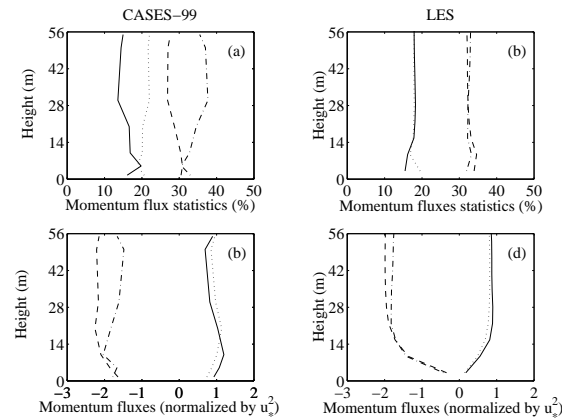 CASES-99
LES
56
42
28
14
0
Height (m)
(a)
0 10 20 30 40 50
Momentum flux statistics (%)
56
42
28
14
0
Height (m)
(b)
0 10 20 30 40 50
Momentum fluxes statistics (%)
56
42
28
14
0
Height (m)
(b)
−3 −2 −2 −1 0 1 2
Momentum fluxes (normalized by u*²)
56
42
28
14
0
Height (m)
(d)
−3 −2 −1 0 1 2
Momentum fluxes (normalized by u*²)